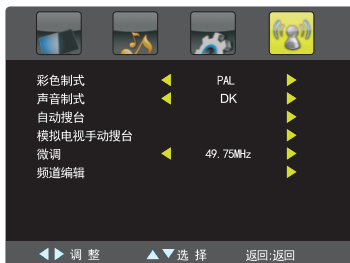 彩色制式 PAL
声音制式 DK
自动搜台
模拟电视手动搜台
微调 49.75MHz
频道编辑
调整 选择 返回:返回